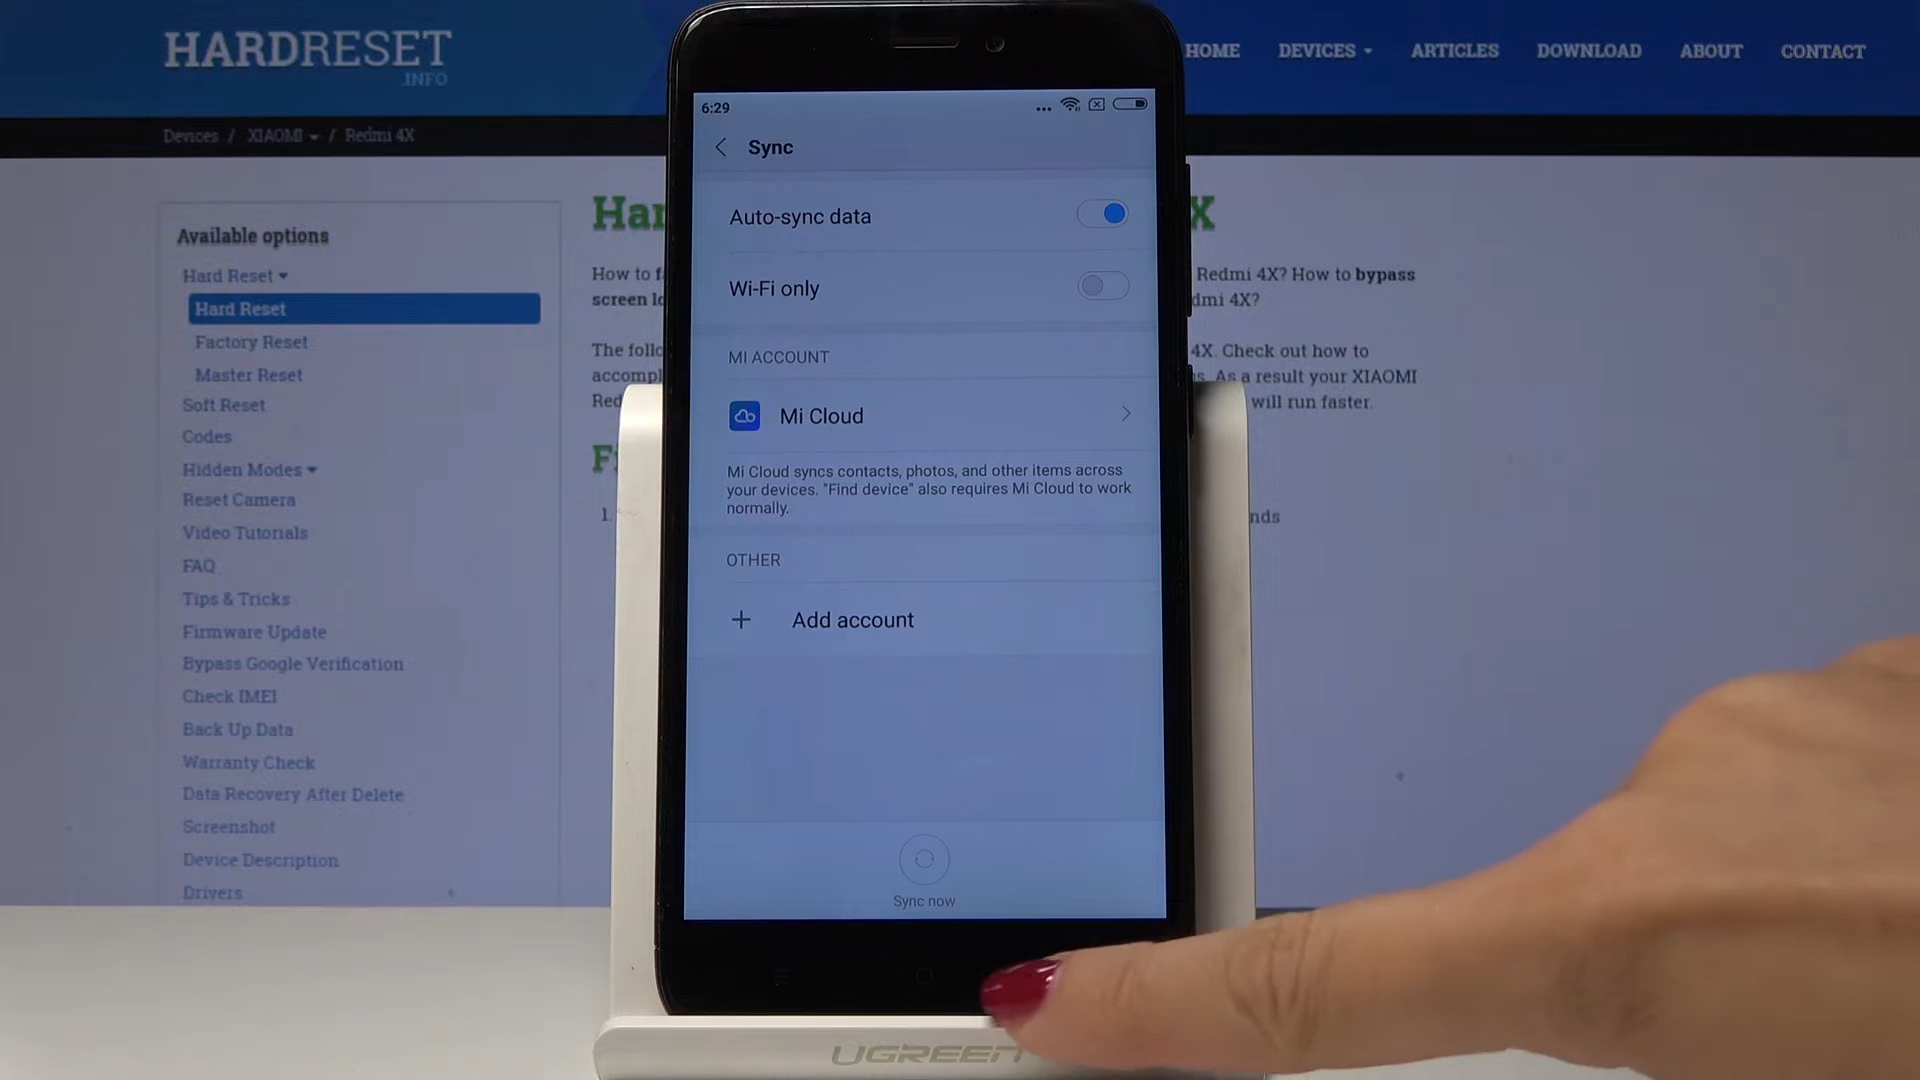 HARDRESET
.INFO
HOME DEVICES ARTICLES DOWNLOAD ABOUT CONTACT
Devices / XIAOMI / Redmi 4X
Available options
Hard Reset
Hard Reset
Factory Reset
Master Reset
Soft Reset
Codes
Hidden Modes
Reset Camera
Video Tutorials
FAQ
Tips & Tricks
Firmware Update
Bypass Google Verification
Check IMEI
Back Up Data
Warranty Check
Data Recovery After Delete
Screenshot
Device Description
Drivers
Har X
How to f Redmi 4X? How to bypass
screen lo dmi 4X?
The follo 4X. Check out how to
accompl s. As a result your XIAOMI
Red will run faster.
F
1. nds
6:29
Sync
Auto-sync data
Wi-Fi only
MI ACCOUNT
Mi Cloud
Mi Cloud syncs contacts, photos, and other items across
your devices. "Find device" also requires Mi Cloud to work
normally.
OTHER
+ Add account
Sync now
UGREEN